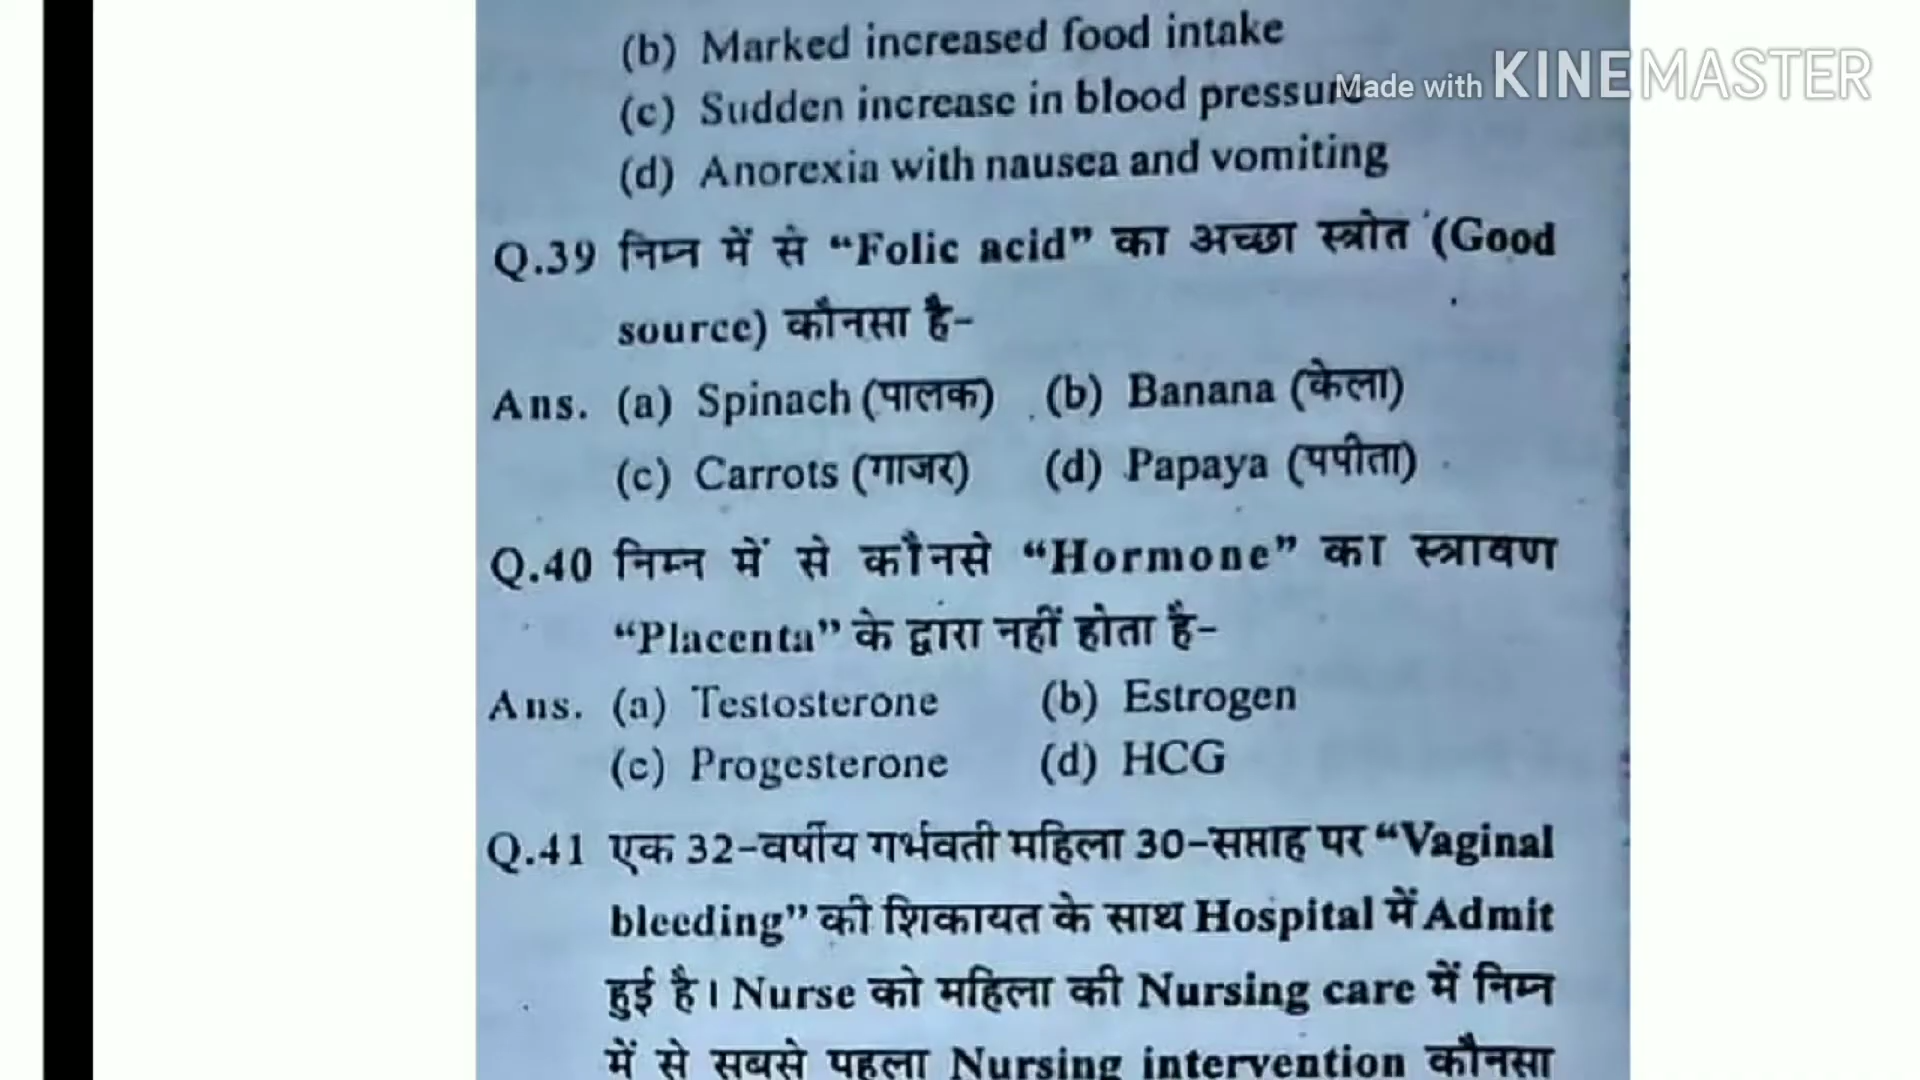 (b) Marked increased food intake
Made with KINEMASTER
(c) Sudden increase in blood pressure
(d) Anorexia with nausea and vomiting
Q.39 निम्न में से “Folic acid” का अच्छा स्त्रोत (Good
source) कौनसा है-
Ans. (a) Spinach (पालक) (b) Banana (केला)
(c) Carrots (गाजर) (d) Papaya (पपीता)
Q.40 निम्न में से कौनसे “Hormone” का स्त्रावण
“Placenta” के द्वारा नहीं होता है-
Ans. (a) Testosterone (b) Estrogen
(c) Progesterone (d) HCG
Q.41 एक 32-वर्षीय गर्भवती महिला 30-सप्ताह पर “Vaginal
bleeding” की शिकायत के साथ Hospital में Admit
हुई है। Nurse को महिला की Nursing care में निम्न
में से सबसे पहला Nursing intervention कौनसा